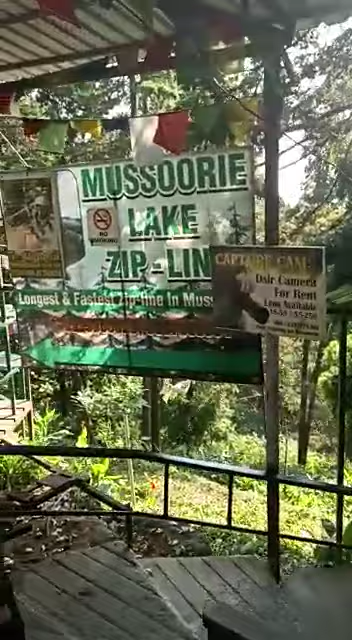 MUSSOORIE
NO SMOKING
LAKE
ZIP-LIN
Longest & Fastest Zip-line In Muss
CAPTURE CAM
Dslr Camera
For Rent
Lens Available